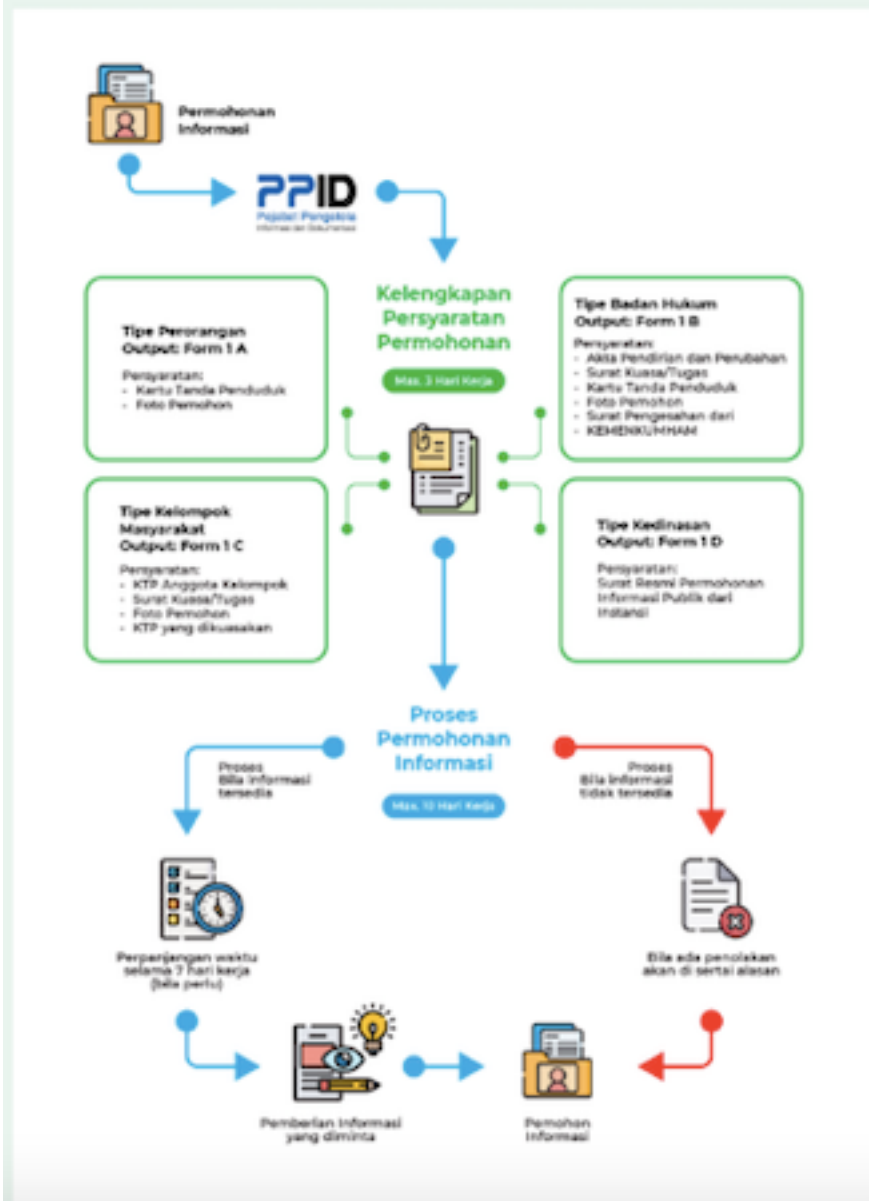 Permohonan
Informasi
PPID
Pejabat Pengelola
Informasi dan Dokumentasi
Kelengkapan
Persyaratan
Permohonan
Max. 3 Hari Kerja
Tipe Perorangan
Output: Form 1 A
Persyaratan:
- Kartu Tanda Penduduk
- Foto Pemohon
Tipe Badan Hukum
Output: Form 1 B
Persyaratan:
- Akta Pendirian dan Perubahan
- Surat Kuasa/Tugas
- Kartu Tanda Penduduk
- Foto Pemohon
- Surat Pengesahan dari
- KEMENKUMHAM
Tipe Kelompok
Masyarakat
Output: Form 1 C
Persyaratan:
- KTP Anggota Kelompok
- Surat Kuasa/Tugas
- Foto Pemohon
- KTP yang dikuasakan
Tipe Kedinasan
Output: Form 1 D
Persyaratan:
Surat Resmi Permohonan
Informasi Publik dari
Instansi
Proses
Permohonan
Informasi
Max. 10 Hari Kerja
Proses
Bila informasi
tersedia
Proses
Bila informasi
tidak tersedia
Perpanjangan waktu
selama 7 hari kerja
(bila perlu)
Bila ada penolakan
akan di sertai alasan
Pemberian Informasi
yang diminta
Pemohon
Informasi